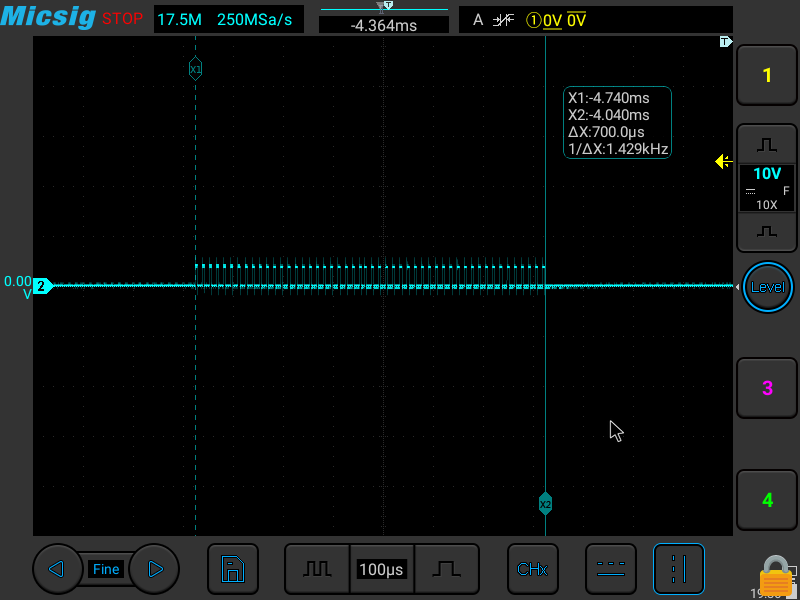 Micsig STOP 17.5M 250MSa/s T -4.364ms A 1 0V 0V
T
X1
X1:-4.740ms
X2:-4.040ms
ΔX:700.0µs
1/ΔX:1.429kHz
1
10V
F
10X
0.00
V
2
Level
3
X2
4
Fine
100µs
CHx